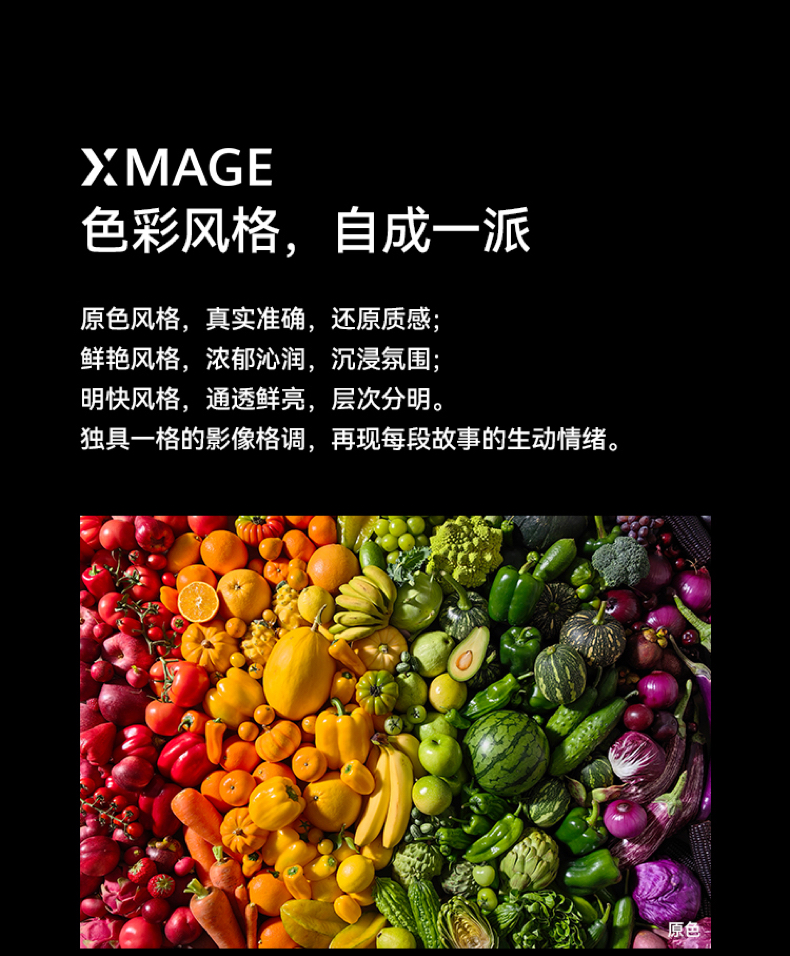 XMAGE
色彩风格，自成一派
原色风格，真实准确，还原质感；
鲜艳风格，浓郁沁润，沉浸氛围；
明快风格，通透鲜亮，层次分明。
独具一格的影像格调，再现每段故事的生动情绪。
原色